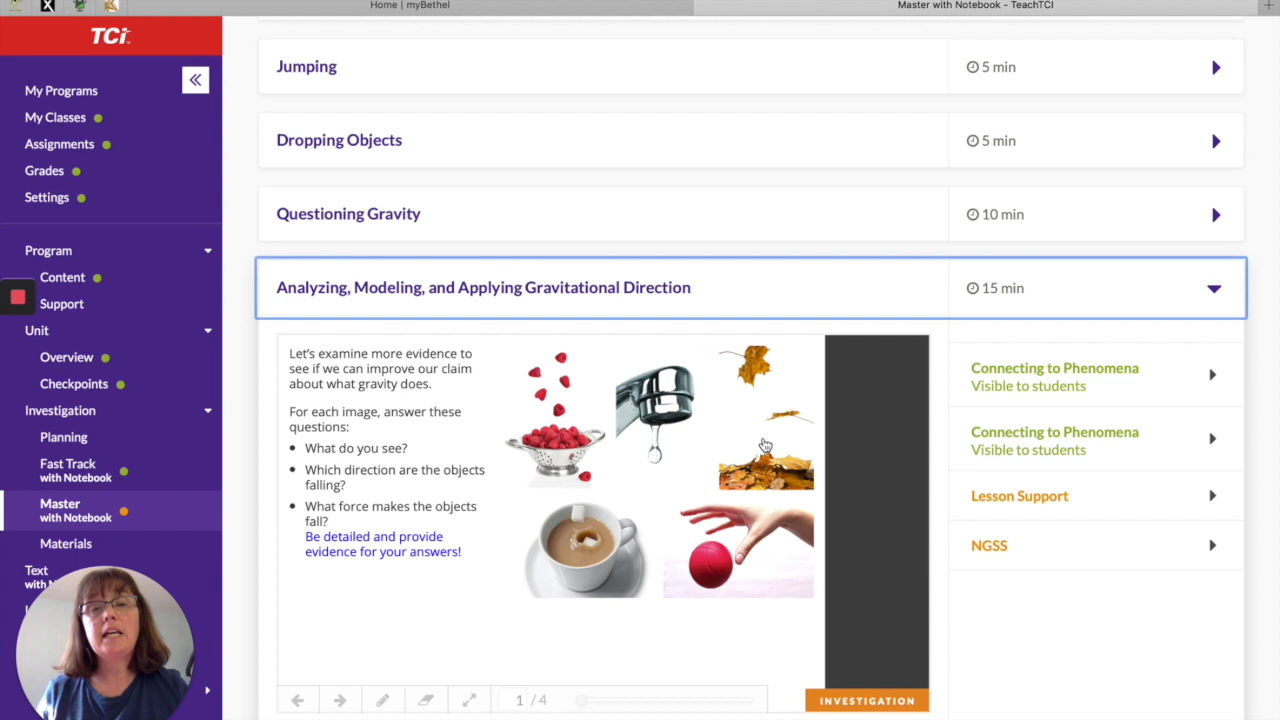 Home | myBethel
Master with Notebook - TeachTCI
TCi
My Programs
My Classes
Assignments
Grades
Settings
Program
Content
Support
Unit
Overview
Checkpoints
Investigation
Planning
Fast Track
with Notebook
Master
with Notebook
Materials
Text
Jumping
5 min
Dropping Objects
5 min
Questioning Gravity
10 min
Analyzing, Modeling, and Applying Gravitational Direction
15 min
Let's examine more evidence to
see if we can improve our claim
about what gravity does.
For each image, answer these
questions:
• What do you see?
• Which direction are the objects
falling?
• What force makes the objects
fall?
Be detailed and provide
evidence for your answers!
1 / 4
INVESTIGATION
Connecting to Phenomena
Visible to students
Connecting to Phenomena
Visible to students
Lesson Support
NGSS